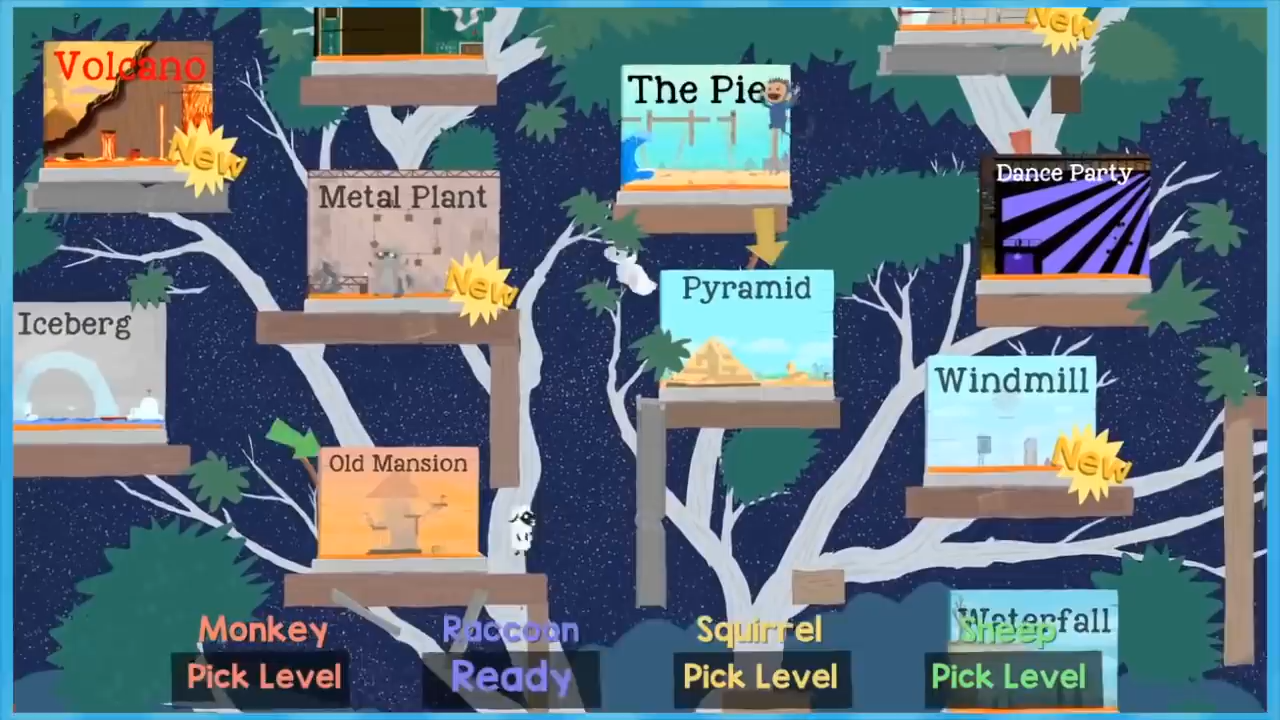 New
Volcano
The Pie
New
Dance Party
Metal Plant
New
Pyramid
Iceberg
Windmill
Old Mansion
New
Waterfall
Monkey
Raccoon
Squirrel
Sheep
Pick Level
Ready
Pick Level
Pick Level